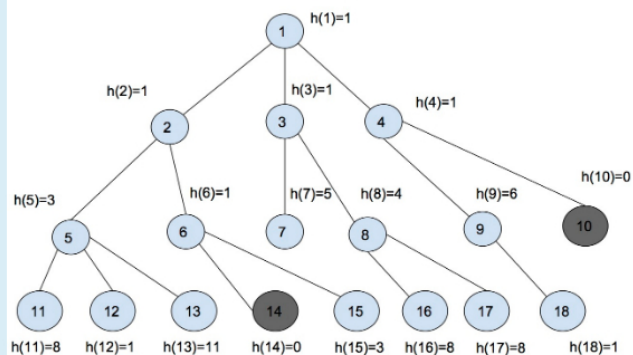 h(1)=1
1
h(2)=1
h(3)=1
h(4)=1
2
3
4
h(10)=0
h(5)=3
h(6)=1
h(7)=5
h(8)=4
h(9)=6
5
6
7
8
9
10
11
12
13
14
15
16
17
18
h(11)=8
h(12)=1
h(13)=11
h(14)=0
h(15)=3
h(16)=8
h(17)=8
h(18)=1